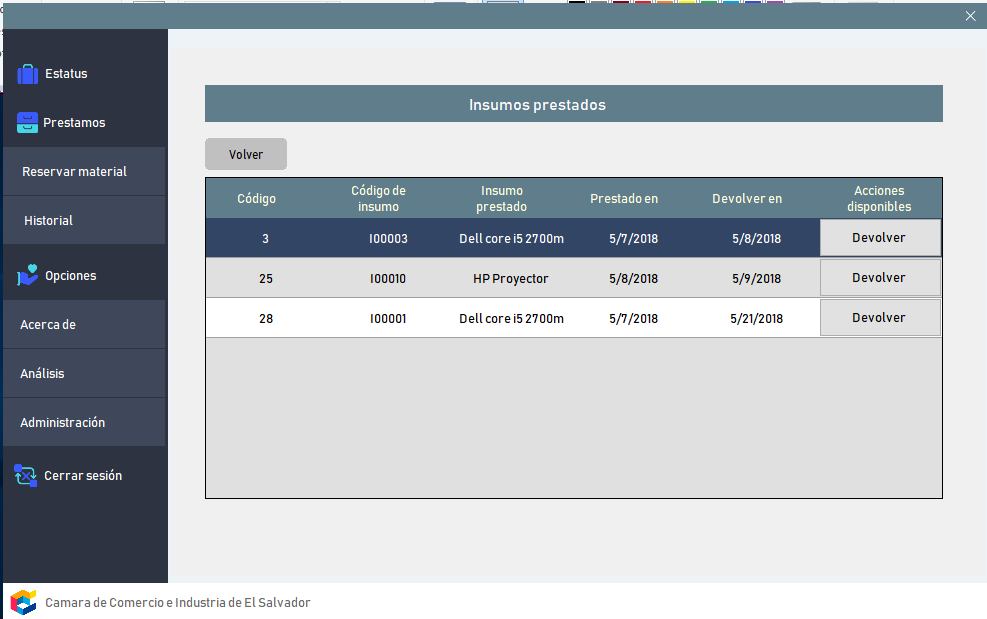 Estatus
Prestamos
Reservar material
Historial
Opciones
Acerca de
Análisis
Administración
Cerrar sesión
Insumos prestados
Volver
Código Código de insumo Insumo prestado Prestado en Devolver en Acciones disponibles
3 I00003 Dell core i5 2700m 5/7/2018 5/8/2018 Devolver
25 I00010 HP Proyector 5/8/2018 5/9/2018 Devolver
28 I00001 Dell core i5 2700m 5/7/2018 5/21/2018 Devolver
Camara de Comercio e Industria de El Salvador